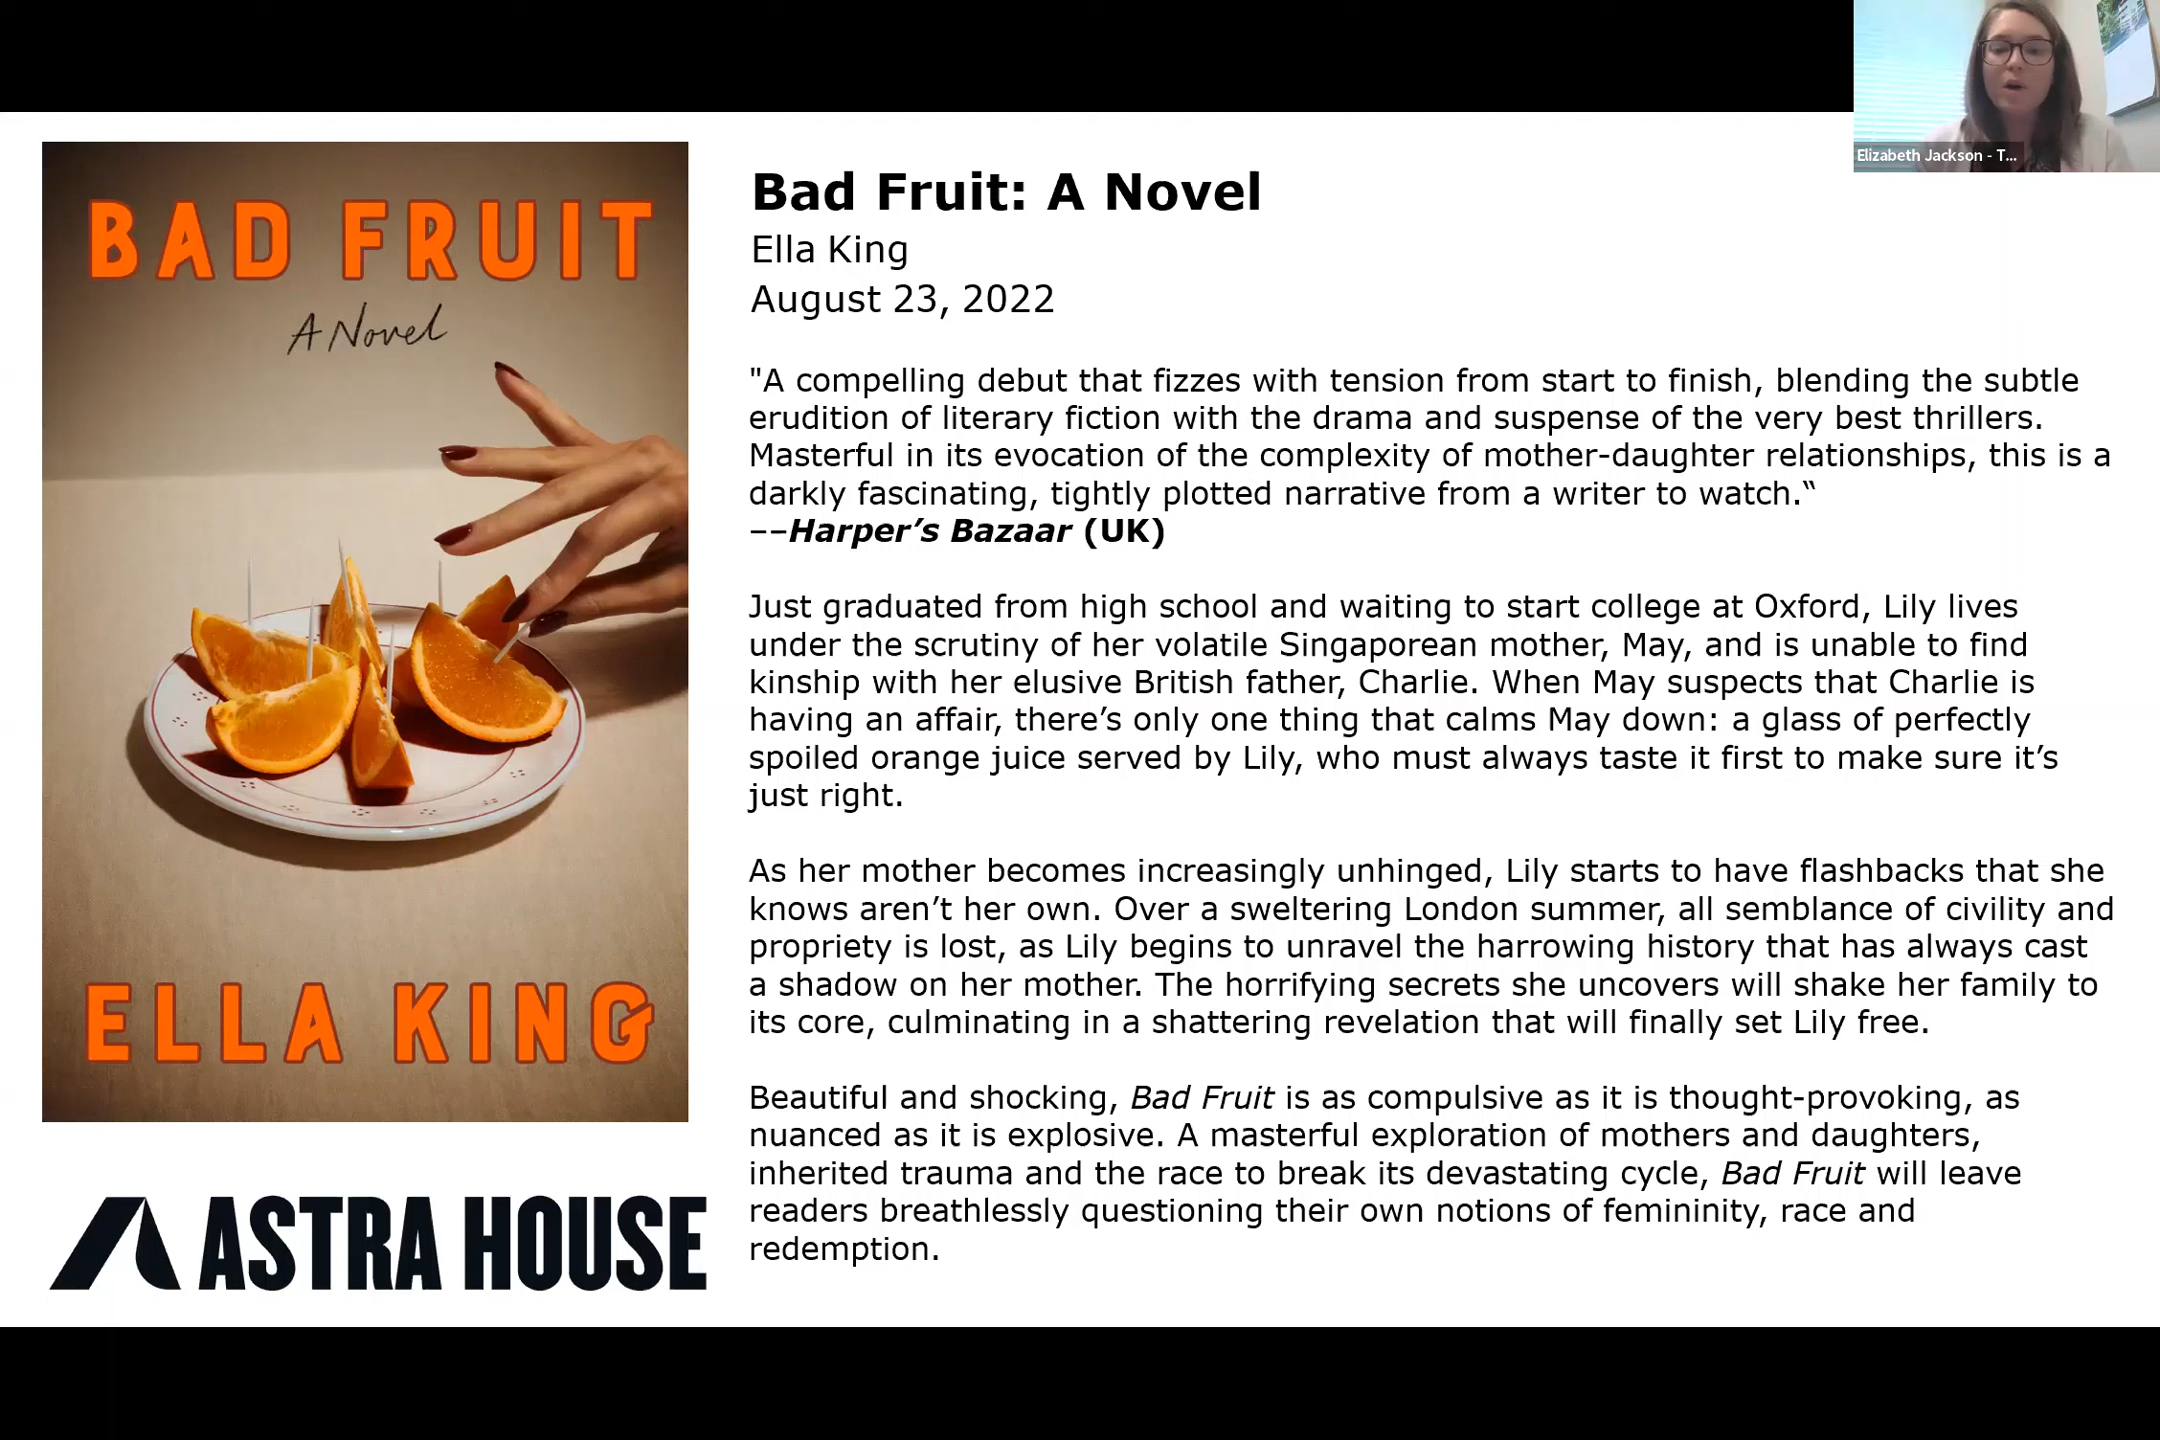 Elizabeth Jackson - T...
BAD FRUIT
A Novel
ELLA KING
ASTRA HOUSE
Bad Fruit: A Novel
Ella King
August 23, 2022
"A compelling debut that fizzes with tension from start to finish, blending the subtle
erudition of literary fiction with the drama and suspense of the very best thrillers.
Masterful in its evocation of the complexity of mother-daughter relationships, this is a
darkly fascinating, tightly plotted narrative from a writer to watch.“
––Harper’s Bazaar (UK)
Just graduated from high school and waiting to start college at Oxford, Lily lives
under the scrutiny of her volatile Singaporean mother, May, and is unable to find
kinship with her elusive British father, Charlie. When May suspects that Charlie is
having an affair, there’s only one thing that calms May down: a glass of perfectly
spoiled orange juice served by Lily, who must always taste it first to make sure it’s
just right.
As her mother becomes increasingly unhinged, Lily starts to have flashbacks that she
knows aren’t her own. Over a sweltering London summer, all semblance of civility and
propriety is lost, as Lily begins to unravel the harrowing history that has always cast
a shadow on her mother. The horrifying secrets she uncovers will shake her family to
its core, culminating in a shattering revelation that will finally set Lily free.
Beautiful and shocking, Bad Fruit is as compulsive as it is thought-provoking, as
nuanced as it is explosive. A masterful exploration of mothers and daughters,
inherited trauma and the race to break its devastating cycle, Bad Fruit will leave
readers breathlessly questioning their own notions of femininity, race and
redemption.